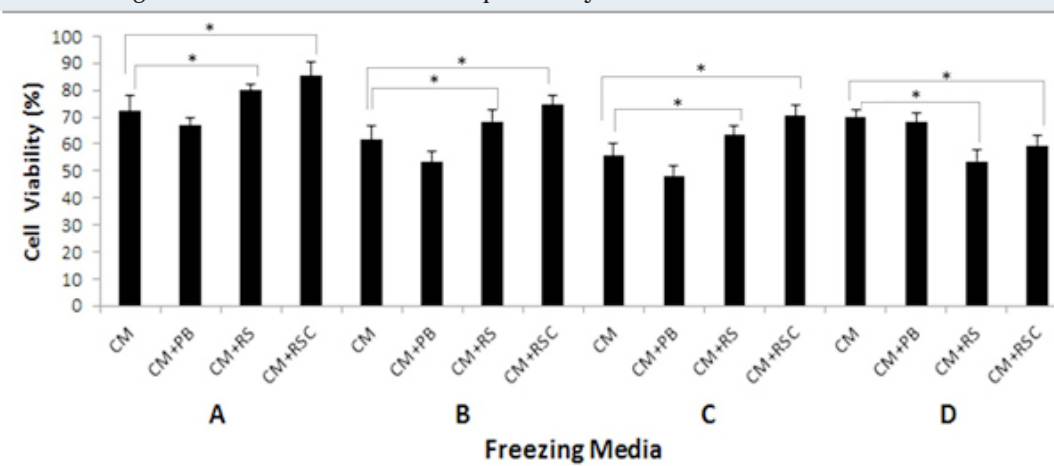 100
90
80
70
60
50
40
30
20
10
0
Cell Viability (%)
* * * * * * * *
CM CM+PB CM+RS CM+RSC CM CM+PB CM+RS CM+RSC CM CM+PB CM+RS CM+RSC CM CM+PB CM+RS CM+RSC
A B C D
Freezing Media